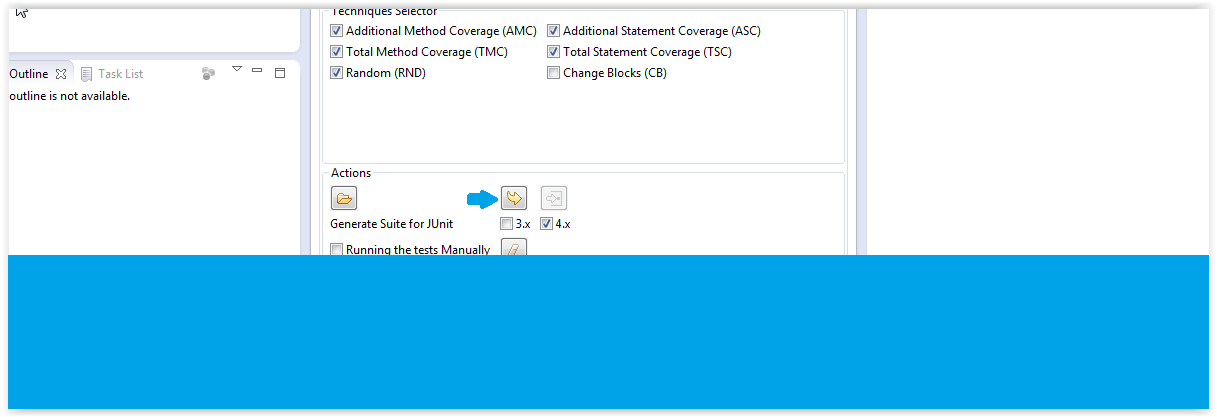 Techniques Selector
Additional Method Coverage (AMC) Additional Statement Coverage (ASC)
Total Method Coverage (TMC) Total Statement Coverage (TSC)
Random (RND) Change Blocks (CB)
Outline Task List
outline is not available.
Actions
Generate Suite for JUnit 3.x 4.x
Running the tests Manually